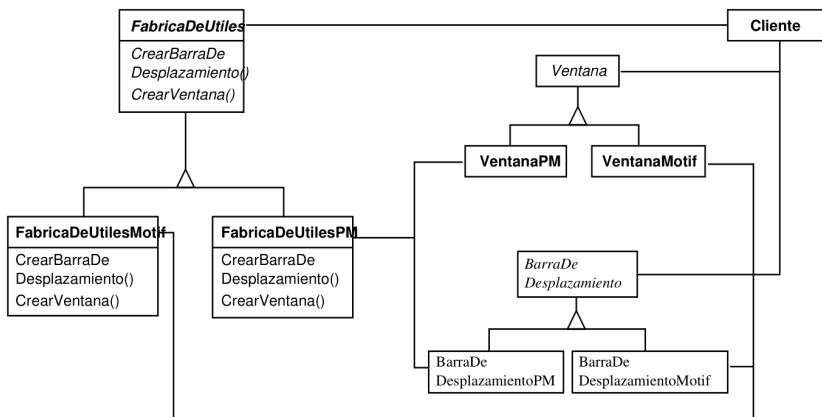 FabricaDeUtiles
CrearBarraDe
Desplazamiento()
CrearVentana()
Cliente
Ventana
VentanaPM
VentanaMotif
FabricaDeUtilesMotif
CrearBarraDe
Desplazamiento()
CrearVentana()
FabricaDeUtilesPM
CrearBarraDe
Desplazamiento()
CrearVentana()
BarraDe
Desplazamiento
BarraDe
DesplazamientoPM
BarraDe
DesplazamientoMotif